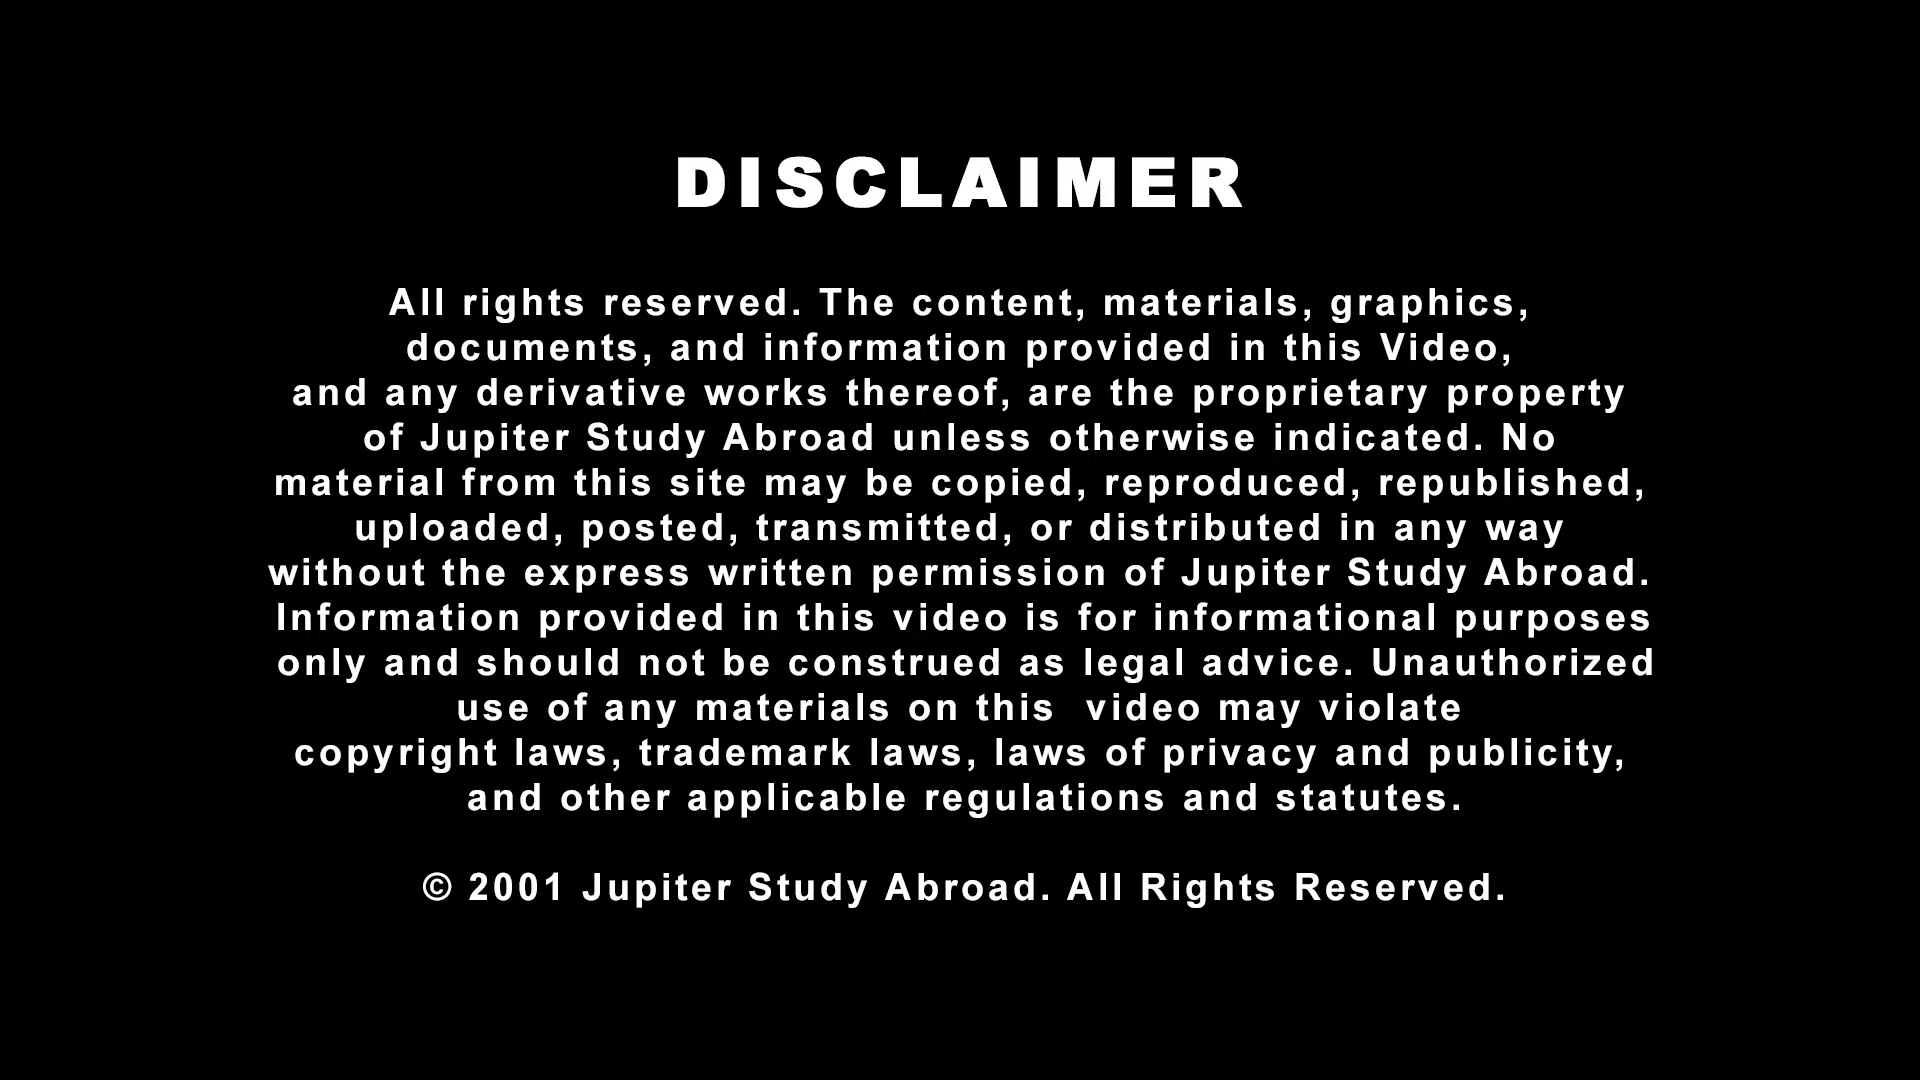 DISCLAIMER
All rights reserved. The content, materials, graphics,
documents, and information provided in this Video,
and any derivative works thereof, are the proprietary property
of Jupiter Study Abroad unless otherwise indicated. No
material from this site may be copied, reproduced, republished,
uploaded, posted, transmitted, or distributed in any way
without the express written permission of Jupiter Study Abroad.
Information provided in this video is for informational purposes
only and should not be construed as legal advice. Unauthorized
use of any materials on this  video may violate
copyright laws, trademark laws, laws of privacy and publicity,
and other applicable regulations and statutes.
© 2001 Jupiter Study Abroad. All Rights Reserved.